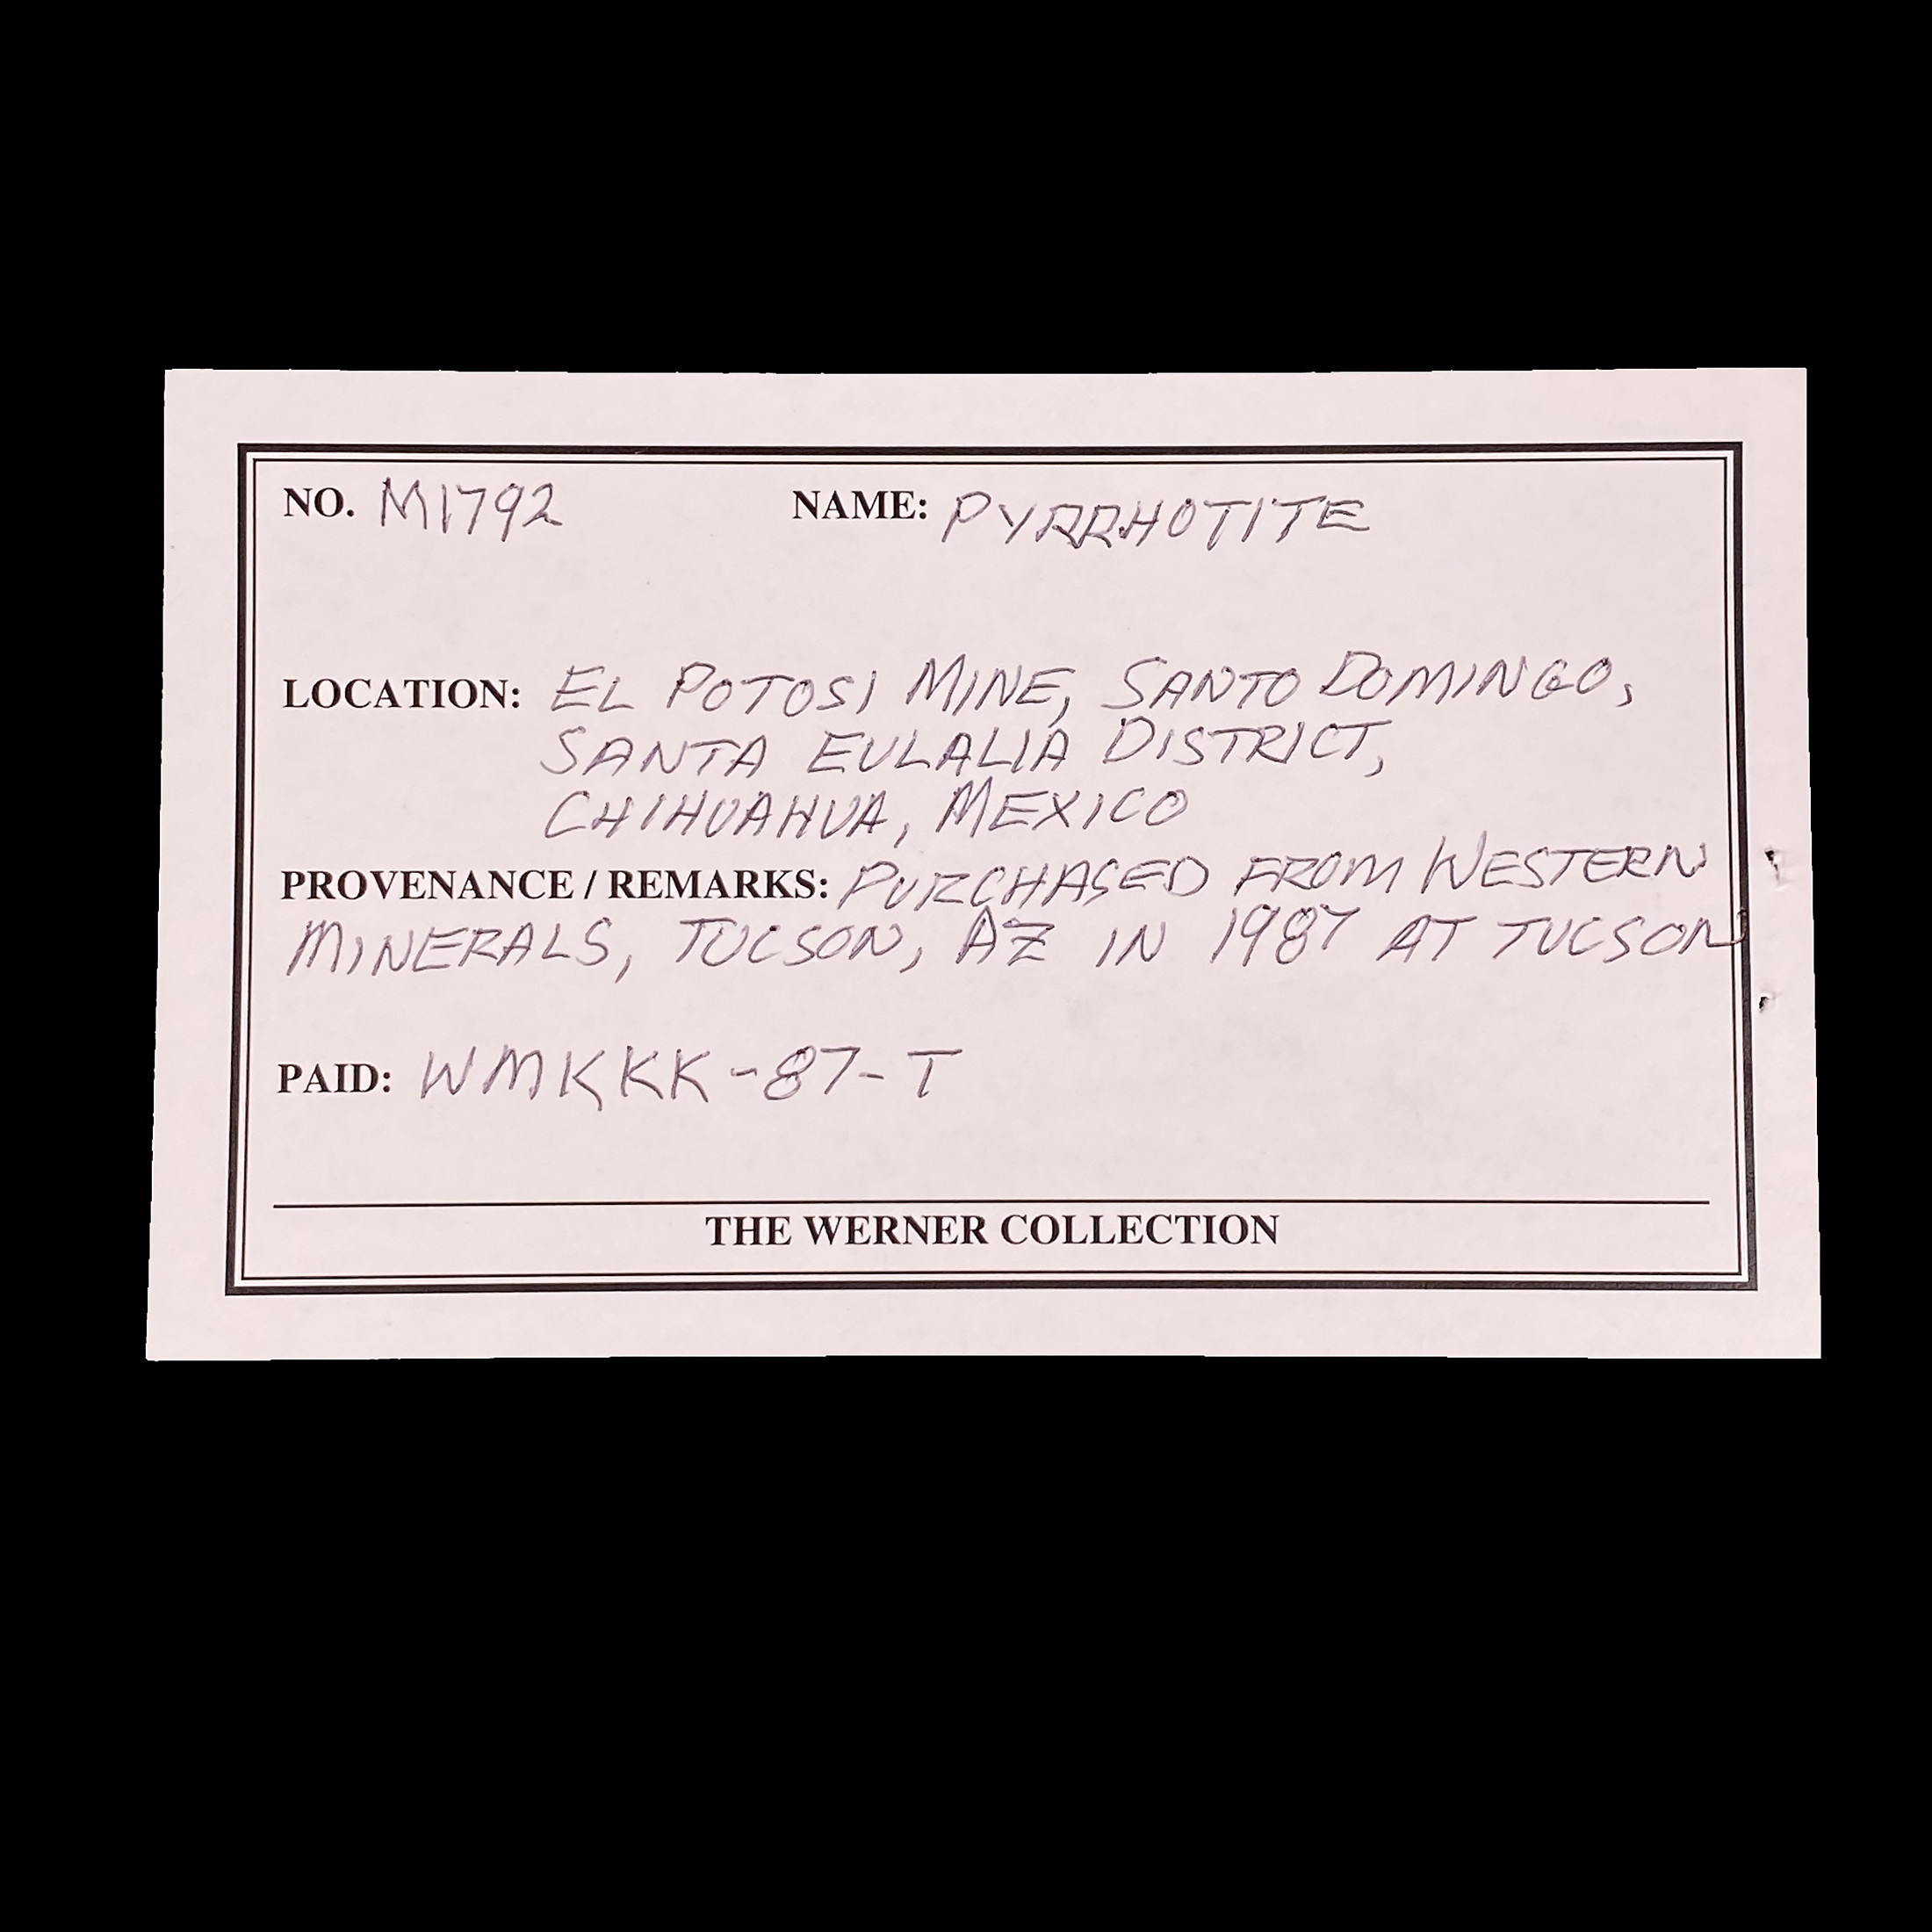 NO. M1792 NAME: PYRRHOTITE
LOCATION: EL POTOSI MINE, SANTO DOMINGO,
SANTA EULALIA DISTRICT,
CHIHUAHUA, MEXICO
PROVENANCE / REMARKS: PURCHASED FROM WESTERN
MINERALS, TUCSON, AZ IN 1987 AT TUCSON
PAID: WMKKK-87-T
THE WERNER COLLECTION